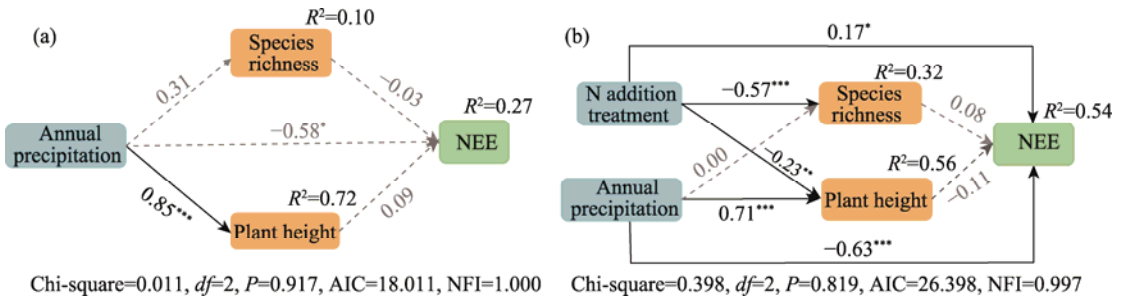 (a)
R²=0.10
Species
richness
0.31
−0.03
R²=0.27
Annual
precipitation
−0.58*
NEE
0.85***
R²=0.72
0.09
Plant height
Chi-square=0.011, df=2, P=0.917, AIC=18.011, NFI=1.000
(b)
0.17*
R²=0.32
N addition
treatment
−0.57***
Species
richness
0.08
R²=0.54
NEE
0.00
−0.23**
R²=0.56
Annual
precipitation
0.71***
Plant height
−0.11
−0.63***
Chi-square=0.398, df=2, P=0.819, AIC=26.398, NFI=0.997